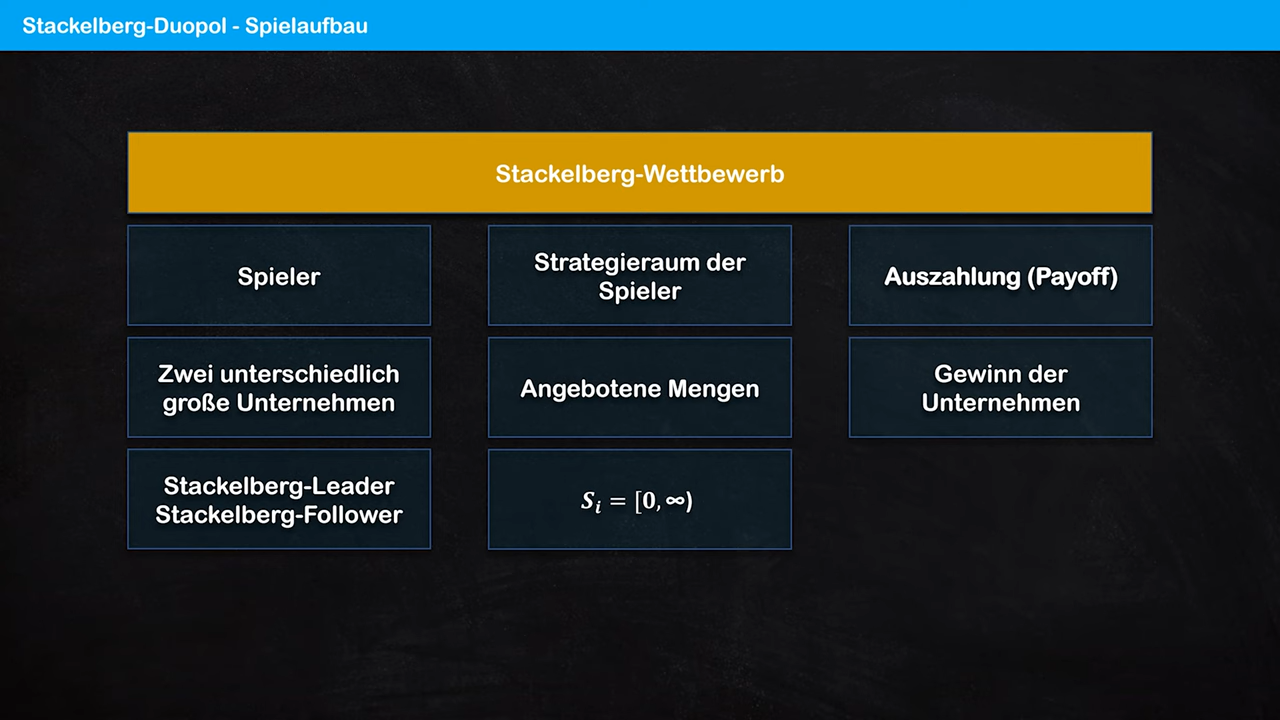 Stackelberg-Duopol - Spielaufbau
Stackelberg-Wettbewerb
Spieler
Strategieraum der
Spieler
Auszahlung (Payoff)
Zwei unterschiedlich
große Unternehmen
Angebotene Mengen
Gewinn der
Unternehmen
Stackelberg-Leader
Stackelberg-Follower
Sᵢ = [0, ∞)